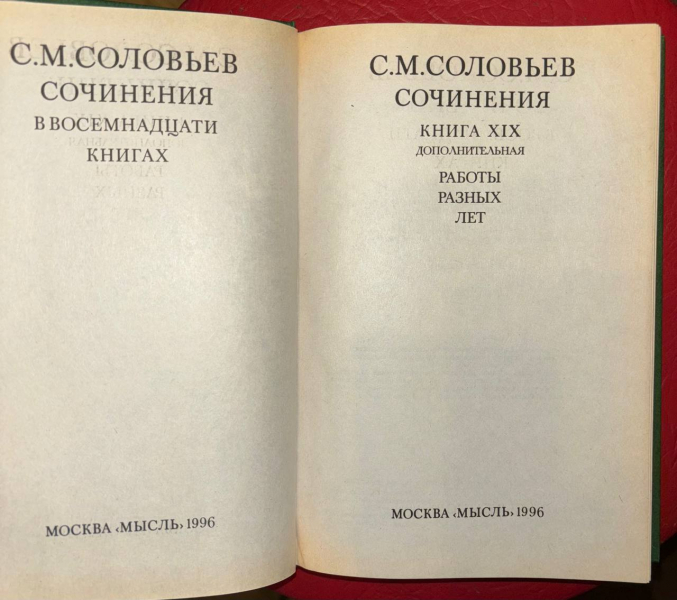 С.М.СОЛОВЬЕВ
СОЧИНЕНИЯ
В ВОСЕМНАДЦАТИ
КНИГАХ
МОСКВА ‹МЫСЛЬ› 1996
С.М.СОЛОВЬЕВ
СОЧИНЕНИЯ
КНИГА XIX
ДОПОЛНИТЕЛЬНАЯ
РАБОТЫ
РАЗНЫХ
ЛЕТ
МОСКВА ‹МЫСЛЬ› 1996